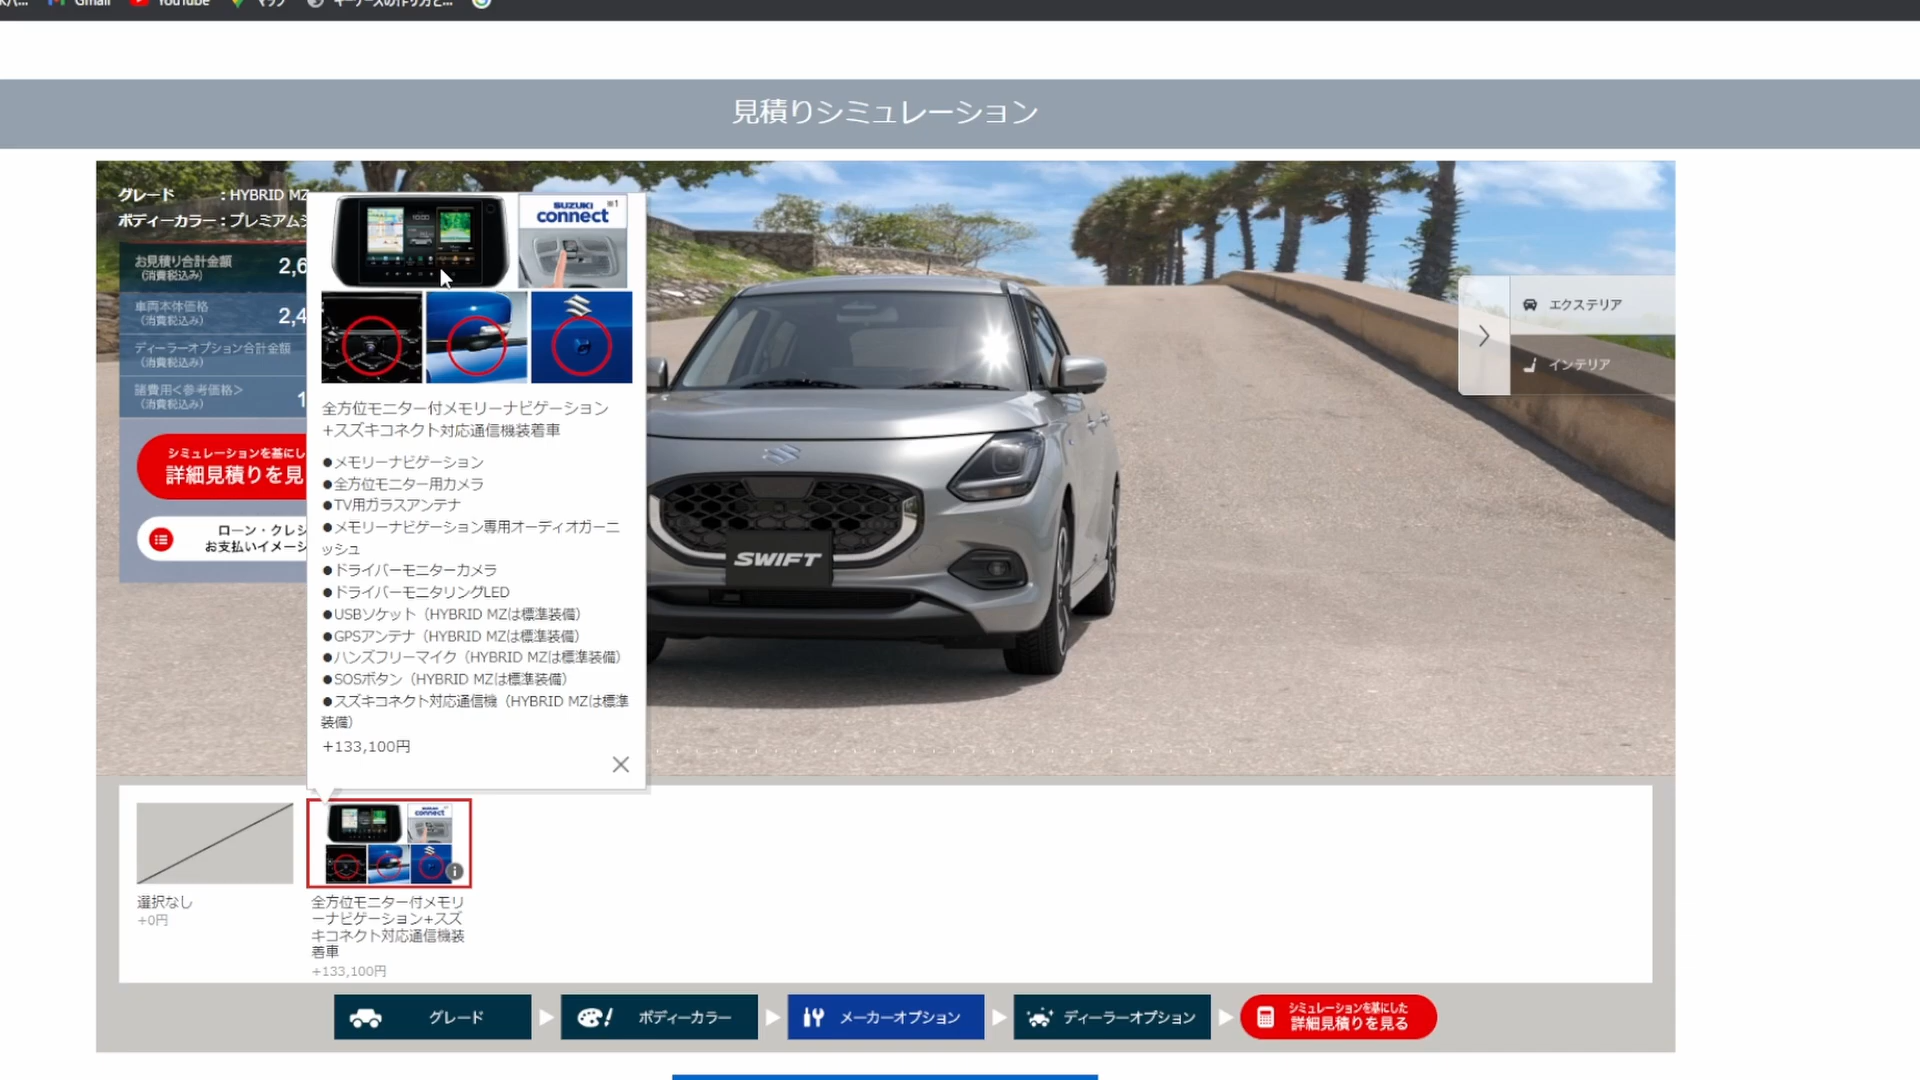 Gmail
YouTube
マップ
見積りシミュレーション
グレード ：HYBRID MZ
ボディーカラー：プレミアム
お見積り合計金額
（消費税込み）
2,6
車両本体価格
（消費税込み）
2,4
ディーラーオプション合計金額
（消費税込み）
諸費用<参考価格>
（消費税込み）
1
シミュレーションを基にし
詳細見積りを見
ローン・クレジ
お支払いイメー
SUZUKI
connect
※1
全方位モニター付メモリーナビゲーション
+スズキコネクト対応通信機装着車
●メモリーナビゲーション
●全方位モニター用カメラ
●TV用ガラスアンテナ
●メモリーナビゲーション専用オーディオガーニ
ッシュ
●ドライバーモニターカメラ
●ドライバーモニタリングLED
●USBソケット（HYBRID MZは標準装備）
●GPSアンテナ（HYBRID MZは標準装備）
●ハンズフリーマイク（HYBRID MZは標準装備）
●SOSボタン（HYBRID MZは標準装備）
●スズキコネクト対応通信機（HYBRID MZは標準
装備）
+133,100円
SWIFT
エクステリア
インテリア
選択なし
+0円
connect
全方位モニター付メモリ
ーナビゲーション+スズ
キコネクト対応通信機装
着車
+133,100円
グレード
ボディーカラー
メーカーオプション
ディーラーオプション
シミュレーションを基にした
詳細見積りを見る